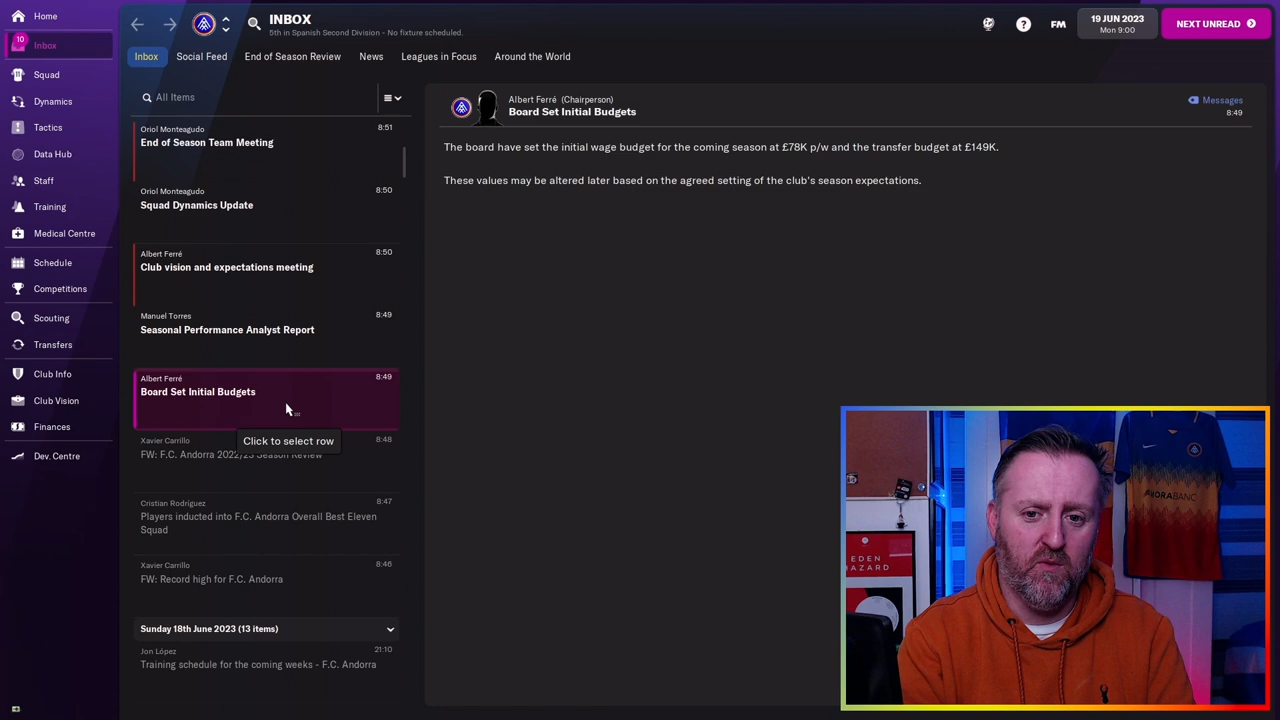 Home
10
Inbox
Squad
Dynamics
Tactics
Data Hub
Staff
Training
Medical Centre
Schedule
Competitions
Scouting
Transfers
Club Info
Club Vision
Finances
Dev. Centre
INBOX
5th in Spanish Second Division - No fixture scheduled.
?
FM
19 JUN 2023
Mon 9:00
NEXT UNREAD
Inbox
Social Feed
End of Season Review
News
Leagues in Focus
Around the World
All Items
Oriol Monteagudo 8:51
End of Season Team Meeting
Oriol Monteagudo 8:50
Squad Dynamics Update
Albert Ferré 8:50
Club vision and expectations meeting
Manuel Torres 8:49
Seasonal Performance Analyst Report
Albert Ferré 8:49
Board Set Initial Budgets
Click to select row
Xavier Carrillo 8:48
FW: F.C. Andorra 2022/23 Season Review
Cristian Rodríguez 8:47
Players inducted into F.C. Andorra Overall Best Eleven
Squad
Xavier Carrillo 8:46
FW: Record high for F.C. Andorra
Sunday 18th June 2023 (13 items)
Jon López 21:10
Training schedule for the coming weeks - F.C. Andorra
Albert Ferré (Chairperson)
Board Set Initial Budgets
Messages
8:49
The board have set the initial wage budget for the coming season at £78K p/w and the transfer budget at £149K.
These values may be altered later based on the agreed setting of the club's season expectations.
EDEN
HAZARD
MORABANC